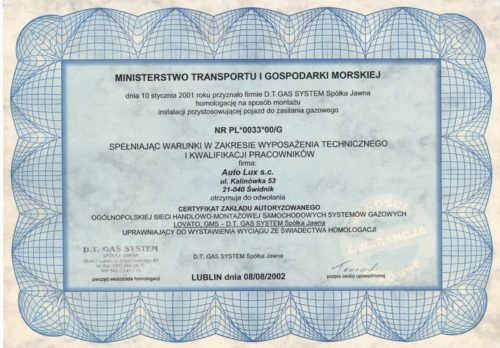 MINISTERSTWO TRANSPORTU I GOSPODARKI MORSKIEJ
dnia 10 stycznia 2001 roku przyznało firmie D.T.GAS SYSTEM Spółka Jawna
homologację na sposób montażu
instalacji przystosowującej pojazd do zasilania gazowego
NR PL*0033*00/G
SPEŁNIAJĄC WARUNKI W ZAKRESIE WYPOSAŻENIA TECHNICZNEGO
I KWALIFIKACJI PRACOWNIKÓW
firma:
Auto Lux s.c.
ul. Kalinówka 53
21-040 Świdnik
otrzymuje do odwołania
CERTYFIKAT ZAKŁADU AUTORYZOWANEGO
OGÓLNOPOLSKIEJ SIECI HANDLOWO-MONTAŻOWEJ SAMOCHODOWYCH SYSTEMÓW GAZOWYCH
LOVATO, GMS – D.T. GAS SYSTEM Spółka Jawna
UPRAWNIAJĄCY DO WYSTAWIENIA WYCIĄGU ZE ŚWIADECTWA HOMOLOGACJI
D.T. GAS SYSTEM
SPÓŁKA JAWNA
D.T. GAS SYSTEM Spółka Jawna
pieczęć właściciela homologacji
LUBLIN dnia 08/08/2002
podpis osoby upoważnionej